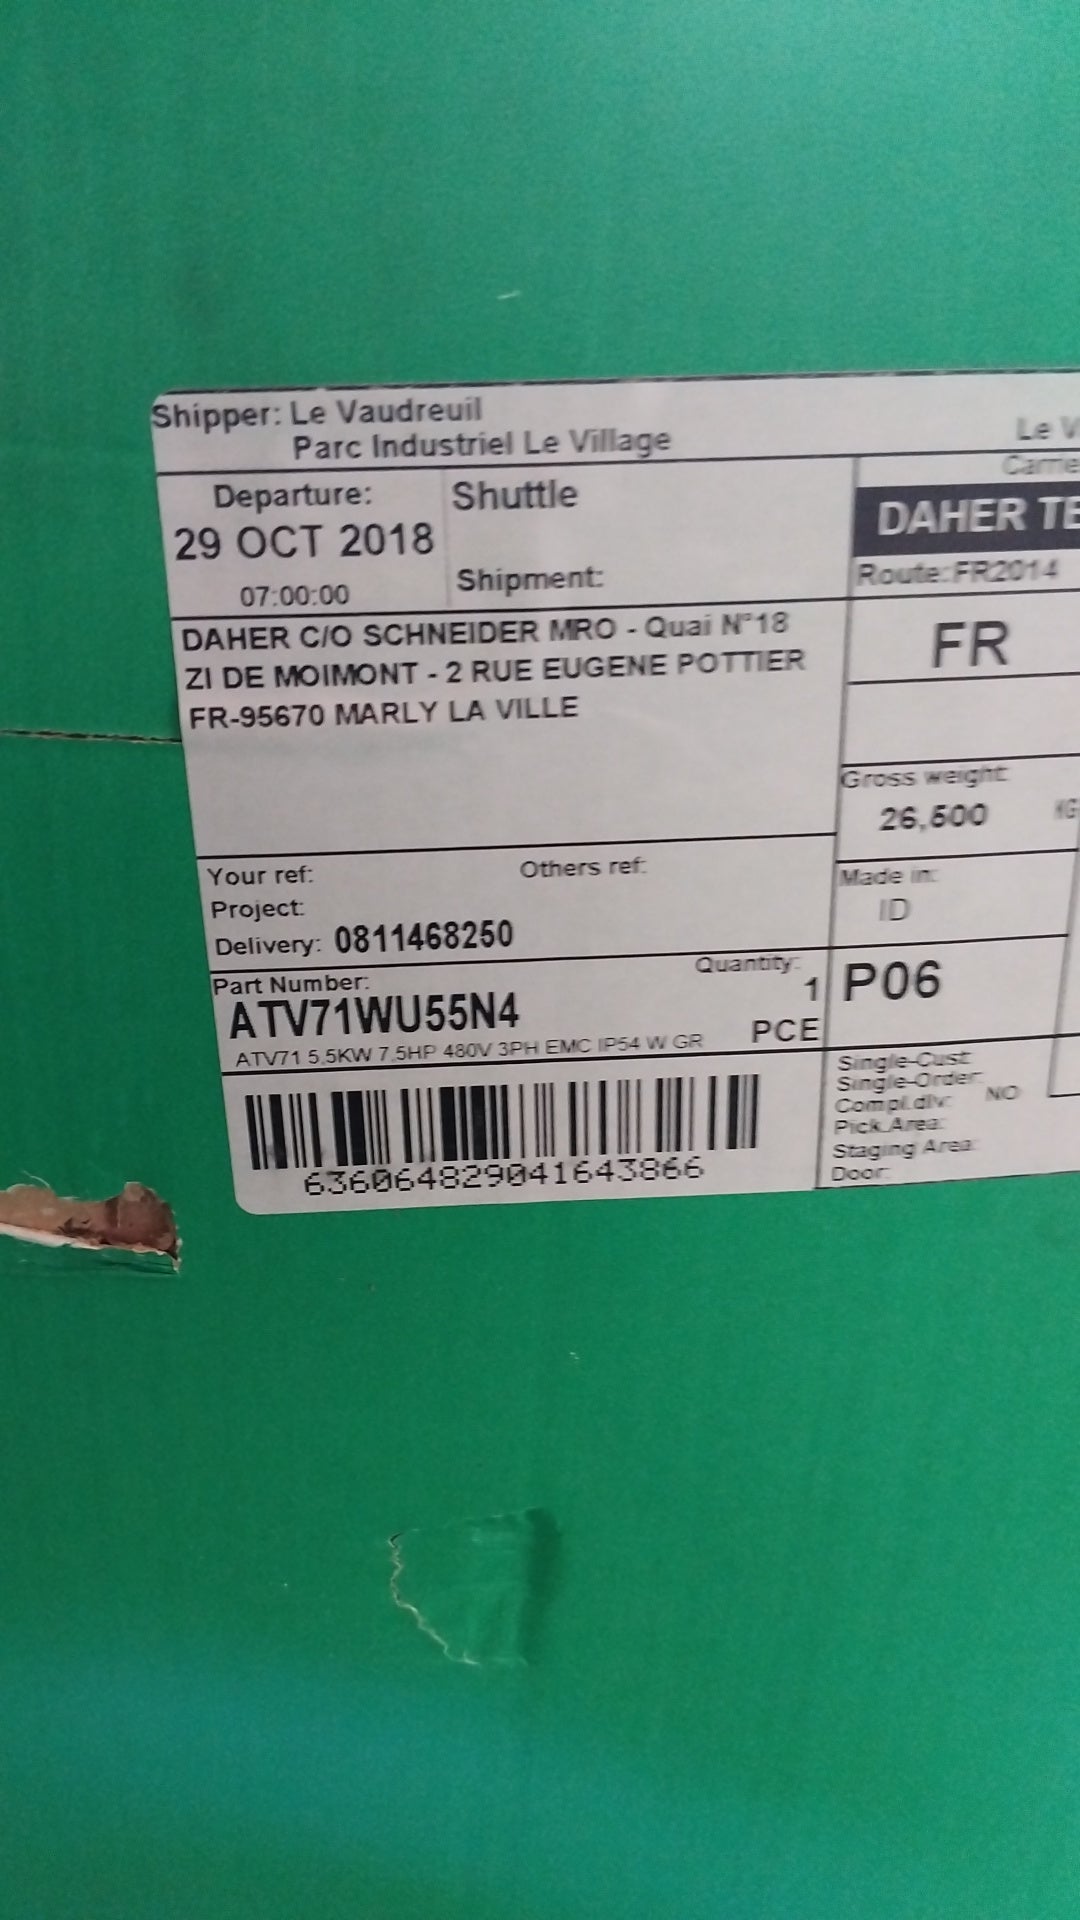 Shipper: Le Vaudreuil
Parc Industriel Le Village
Le V
Carrie
Departure:
29 OCT 2018
07:00:00
Shuttle
Shipment:
DAHER TE
Route:FR2014
DAHER C/O SCHNEIDER MRO - Quai N°18
ZI DE MOIMONT - 2 RUE EUGENE POTTIER
FR-95670 MARLY LA VILLE
FR
Gross weight:
26,500 KG
Your ref:
Others ref:
Project:
Delivery: 0811468250
Made in:
ID
Part Number:
ATV71WU55N4
Quantity:
1
PCE
ATV71 5,5KW 7,5HP 480V 3PH EMC IP54 W GR
P06
636064829041643866
Single-Cust:
Single-Order:
Compl.dlv: NO
Pick.Area:
Staging Area:
Door: